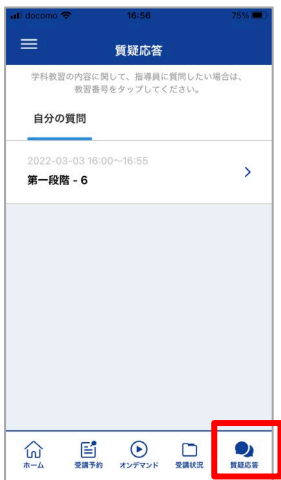 docomo 16:56 75%
質疑応答
学科教習の内容に関して、指導員に質問したい場合は、
教習番号をタップしてください。
自分の質問
2022-03-03 16:00～16:55
第一段階 - 6
ホーム 受講予約 オンデマンド 受講状況 質疑応答